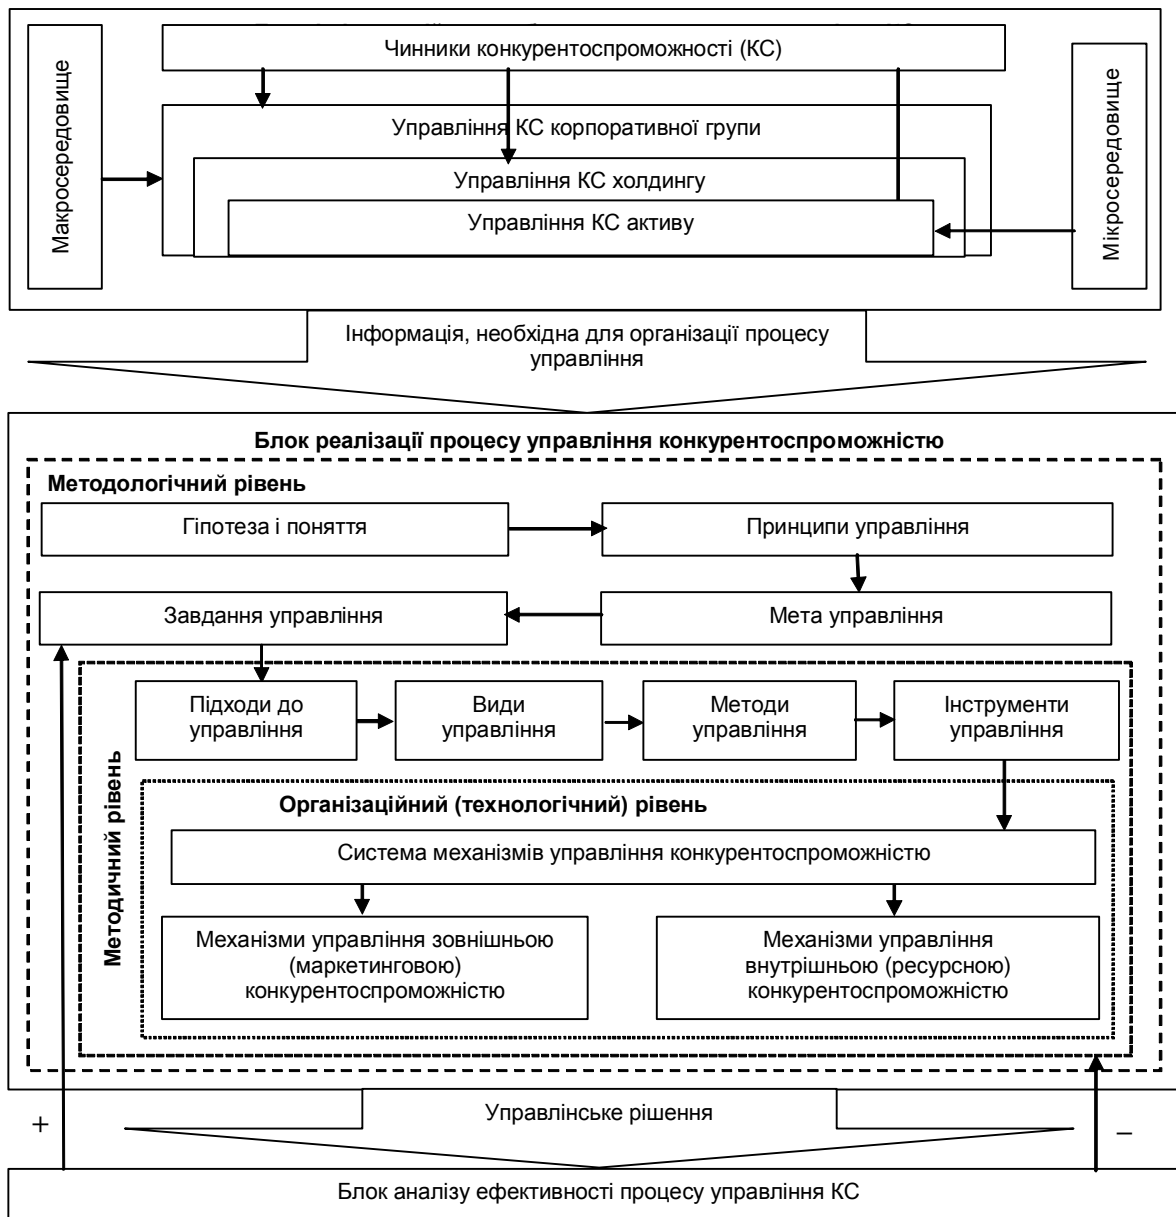 Чинники конкурентоспроможності (КС)
Макросередовище
Мікросередовище
Управління КС корпоративної групи
Управління КС холдингу
Управління КС активу
Інформація, необхідна для організації процесу
управління
Блок реалізації процесу управління конкурентоспроможністю
Методологічний рівень
Гіпотеза і поняття
Принципи управління
Завдання управління
Мета управління
Методичний рівень
Підходи до
управління
Види
управління
Методи
управління
Інструменти
управління
Організаційний (технологічний) рівень
Система механізмів управління конкурентоспроможністю
Механізми управління зовнішньою
(маркетинговою)
конкурентоспроможністю
Механізми управління
внутрішньою (ресурсною)
конкурентоспроможністю
+
Управлінське рішення
–
Блок аналізу ефективності процесу управління КС